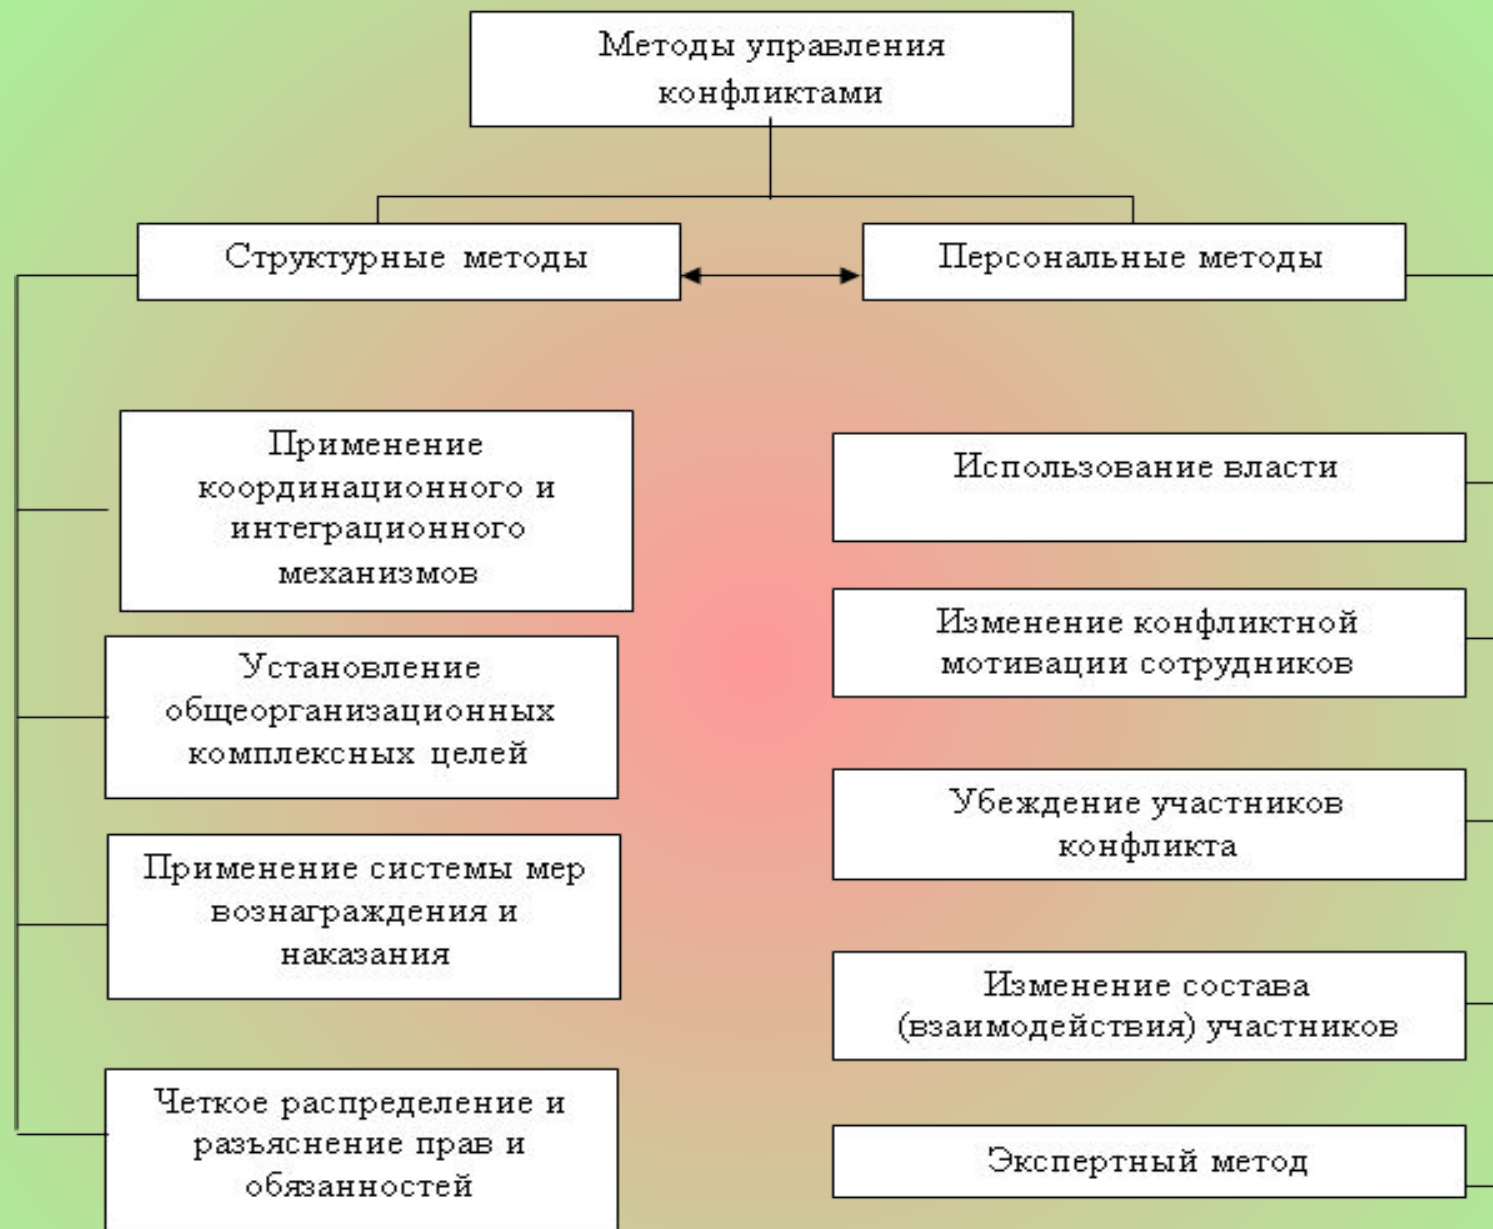 Методы управления
конфликтами
Структурные методы
Персональные методы
Применение
координационного и
интеграционного
механизмов
Установление
общеорганизационных
комплексных целей
Применение системы мер
вознаграждения и
наказания
Четкое распределение и
разъяснение прав и
обязанностей
Использование власти
Изменение конфликтной
мотивации сотрудников
Убеждение участников
конфликта
Изменение состава
(взаимодействия) участников
Экспертный метод